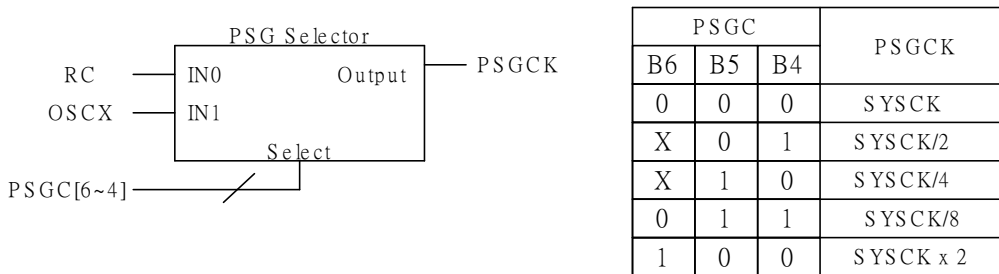 PSG Selector
RC IN0 Output PSGCK
OSCX IN1
Select
PSGC[6~4]
PSGC PSGCK
B6 B5 B4
0 0 0 SYSCK
X 0 1 SYSCK/2
X 1 0 SYSCK/4
0 1 1 SYSCK/8
1 0 0 SYSCK x 2